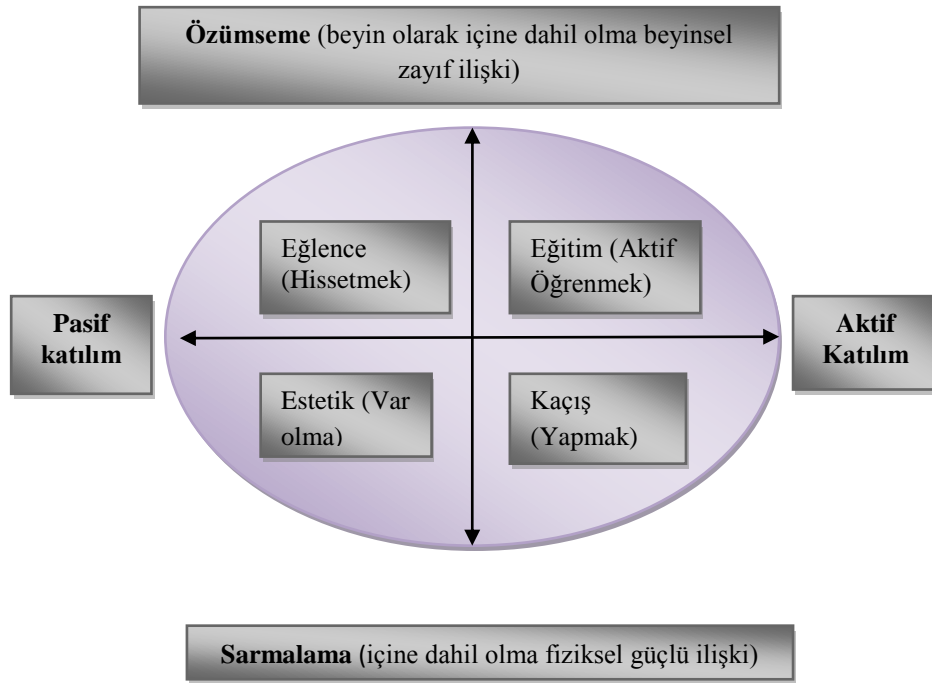 Özümseme (beyin olarak içine dahil olma beyinsel
zayıf ilişki)
Eğlence
(Hissetmek)
Eğitim (Aktif
Öğrenmek)
Pasif
katılım
Aktif
Katılım
Estetik (Var
olma)
Kaçış
(Yapmak)
Sarmalama (içine dahil olma fiziksel güçlü ilişki)